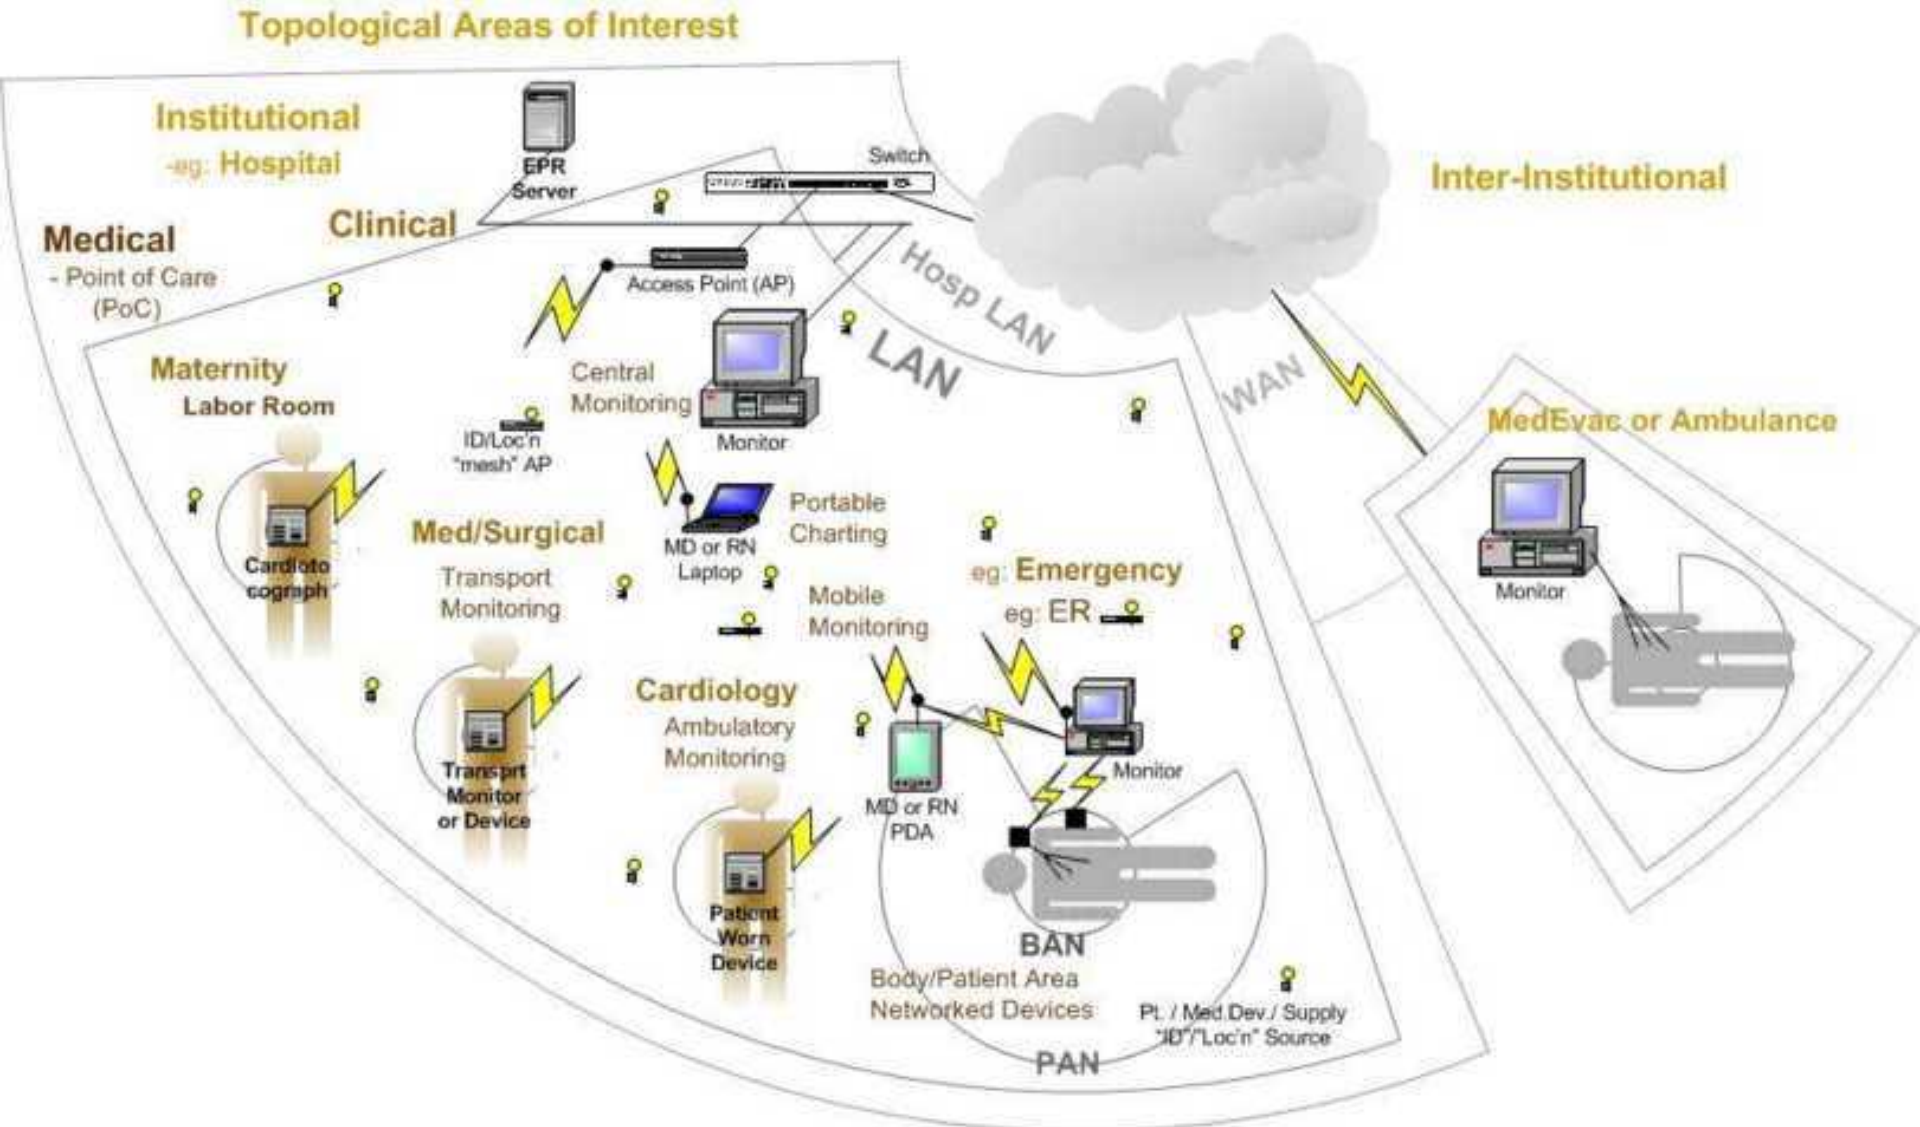 Topological Areas of Interest
Institutional
-eg: Hospital
EPR
Server
Switch
Inter-Institutional
Clinical
Medical
- Point of Care
(PoC)
Access Point (AP)
Hosp LAN
LAN
WAN
Maternity
Labor Room
Central
Monitoring
Monitor
ID/Loc'n
"mesh" AP
MedEvac or Ambulance
Monitor
Cardioto
cograph
Med/Surgical
Transport
Monitoring
MD or RN
Laptop
Portable
Charting
eg: Emergency
eg: ER
Mobile
Monitoring
Cardiology
Ambulatory
Monitoring
Transprt
Monitor
or Device
MD or RN
PDA
Monitor
Patient
Worn
Device
BAN
Body/Patient Area
Networked Devices
PAN
Pt. / Med.Dev./ Supply
"ID"/"Loc'n" Source